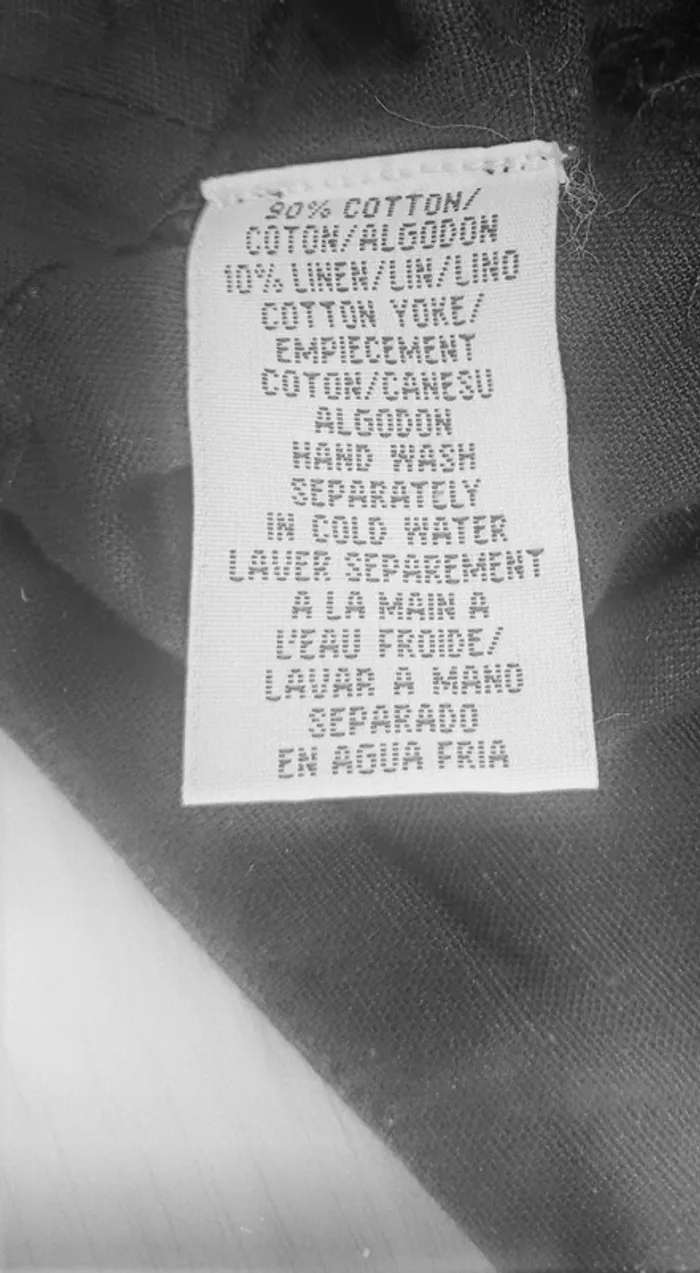 90% COTTON/
COTON/ALGODON
10% LINEN/LIN/LINO
COTTON YOKE/
EMPIECEMENT
COTON/CANESU
ALGODON
HAND WASH
SEPARATELY
IN COLD WATER
LAVER SEPAREMENT
A LA MAIN A
L'EAU FROIDE/
LAVAR A MANO
SEPARADO
EN AGUA FRIA